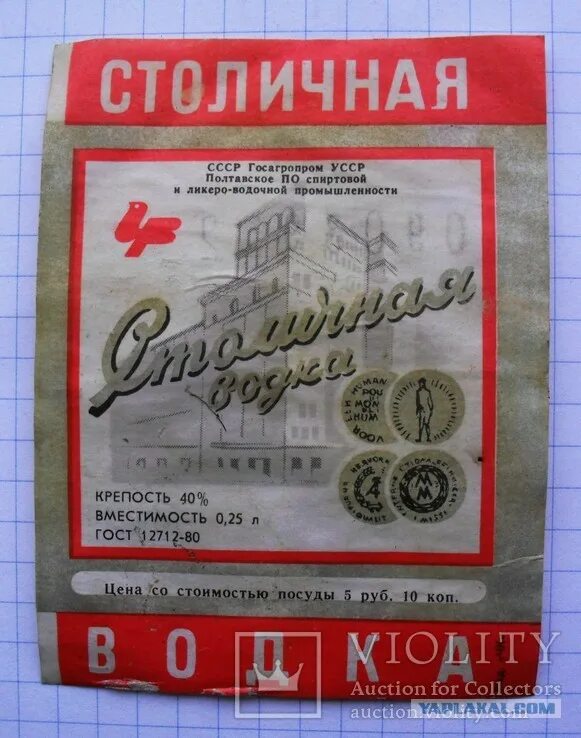 СТОЛИЧНАЯ
СССР Госагропром УССР
Полтавское ПО спиртовой
и ликеро-водочной промышленности
Столичная
водка
КРЕПОСТЬ 40%
ВМЕСТИМОСТЬ 0,25 л
ГОСТ 12712-80
Цена со стоимостью посуды 5 руб. 10 коп.
ВОДКА
VIOLITY
Auction for Collectors
auction.violity.com
YAPLAKAL.COM